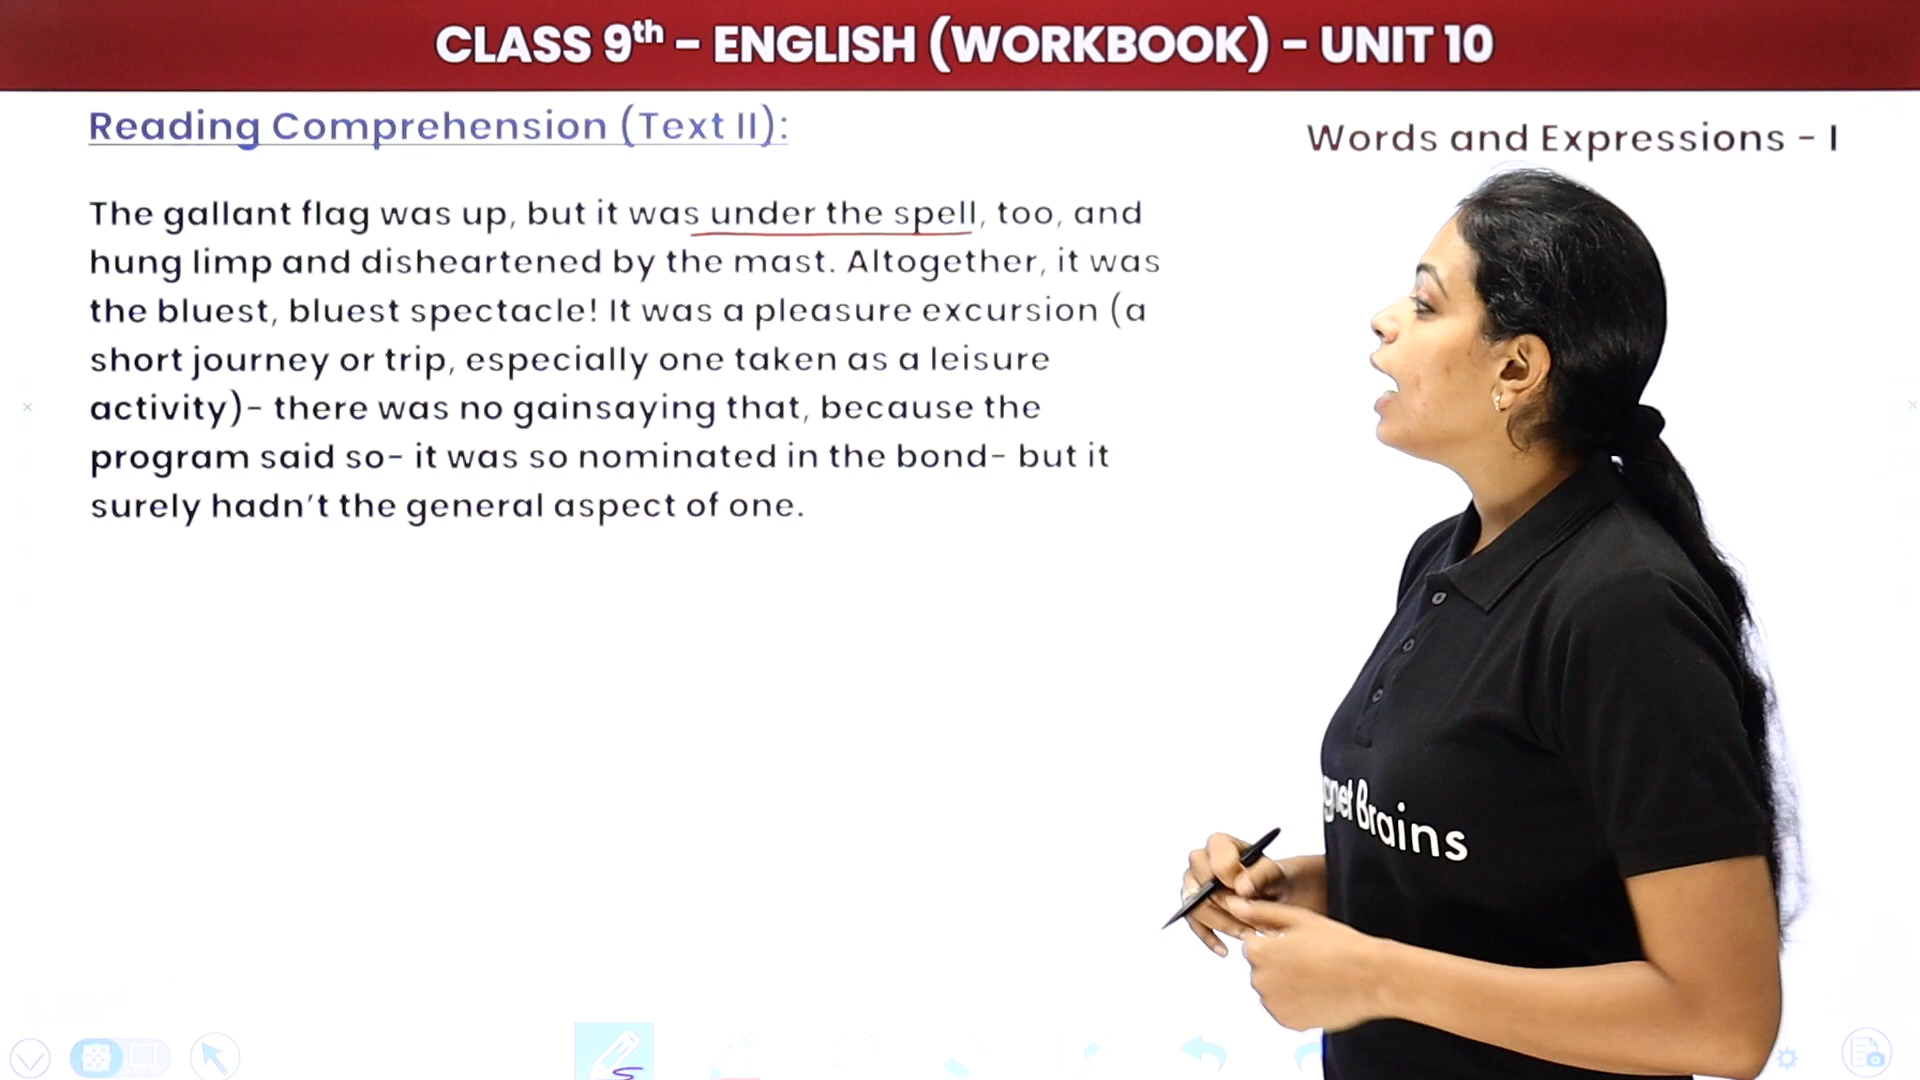 CLASS 9th - ENGLISH (WORKBOOK) - UNIT 10
Reading Comprehension (Text II):
Words and Expressions - I
The gallant flag was up, but it was under the spell, too, and
hung limp and disheartened by the mast. Altogether, it was
the bluest, bluest spectacle! It was a pleasure excursion (a
short journey or trip, especially one taken as a leisure
activity)- there was no gainsaying that, because the
program said so- it was so nominated in the bond- but it
surely hadn't the general aspect of one.
gnet Brains